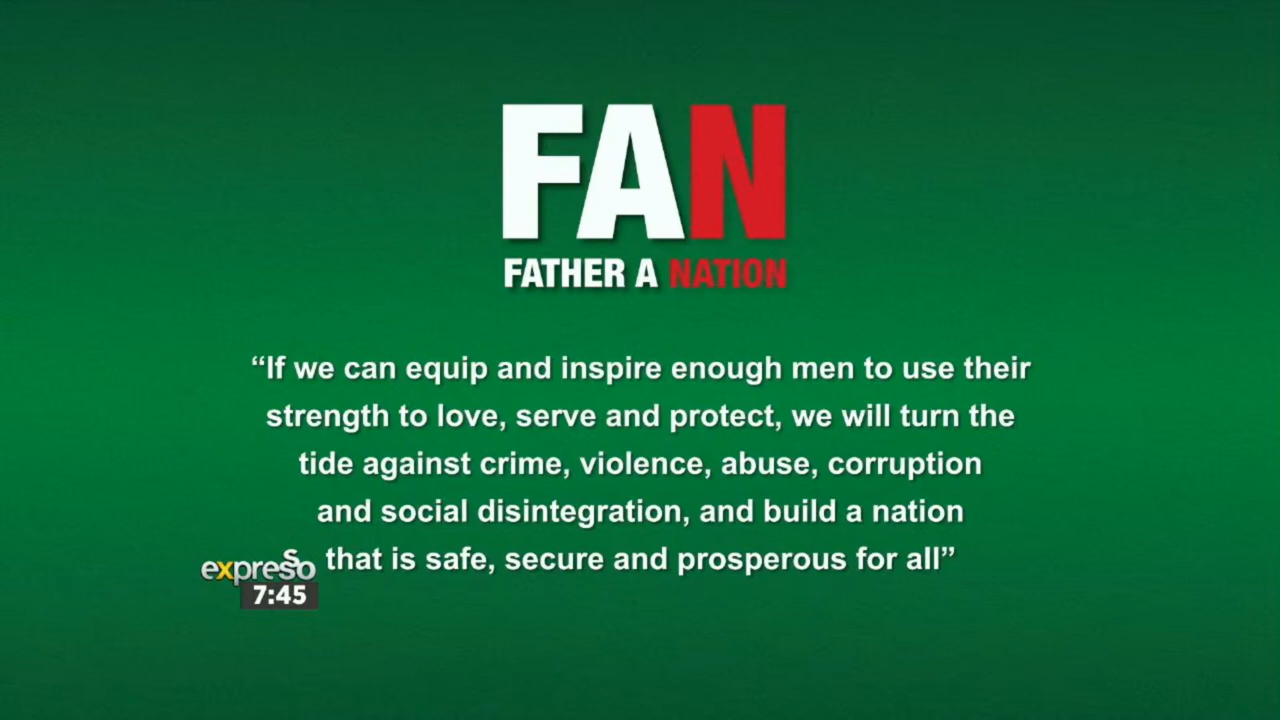 FAN
FATHER A NATION
“If we can equip and inspire enough men to use their
strength to love, serve and protect, we will turn the
tide against crime, violence, abuse, corruption
and social disintegration, and build a nation
that is safe, secure and prosperous for all”
expresso
7:45